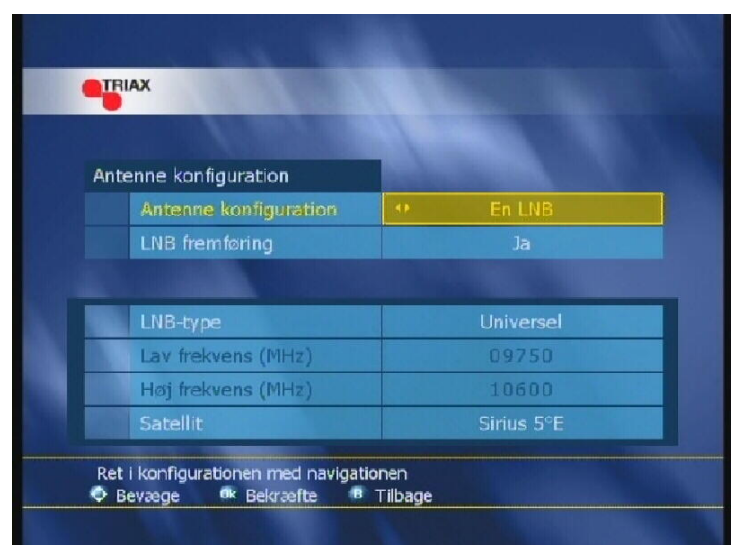 TRIAX
Antenne konfiguration
Antenne konfiguration En LNB
LNB fremføring Ja
LNB-type Universel
Lav frekvens (MHz) 09750
Høj frekvens (MHz) 10600
Satellit Sirius 5°E
Ret i konfigurationen med navigationen
Bevæge Ok Bekræfte B Tilbage